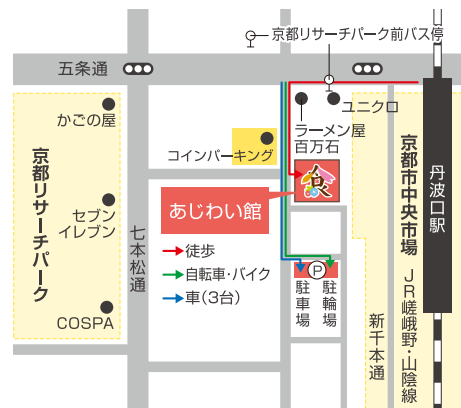 京都リサーチパーク前バス停
五条通
かごの屋
ユニクロ
ラーメン屋
百万石
コインパーキング
京都リサーチパーク
セブン
イレブン
七本松通
食
あじわい館
京都市中央市場
丹波口駅
徒歩
自転車・バイク
車(3台)
P
駐車場
駐輪場
COSPA
新千本通
JR嵯峨野・山陰線